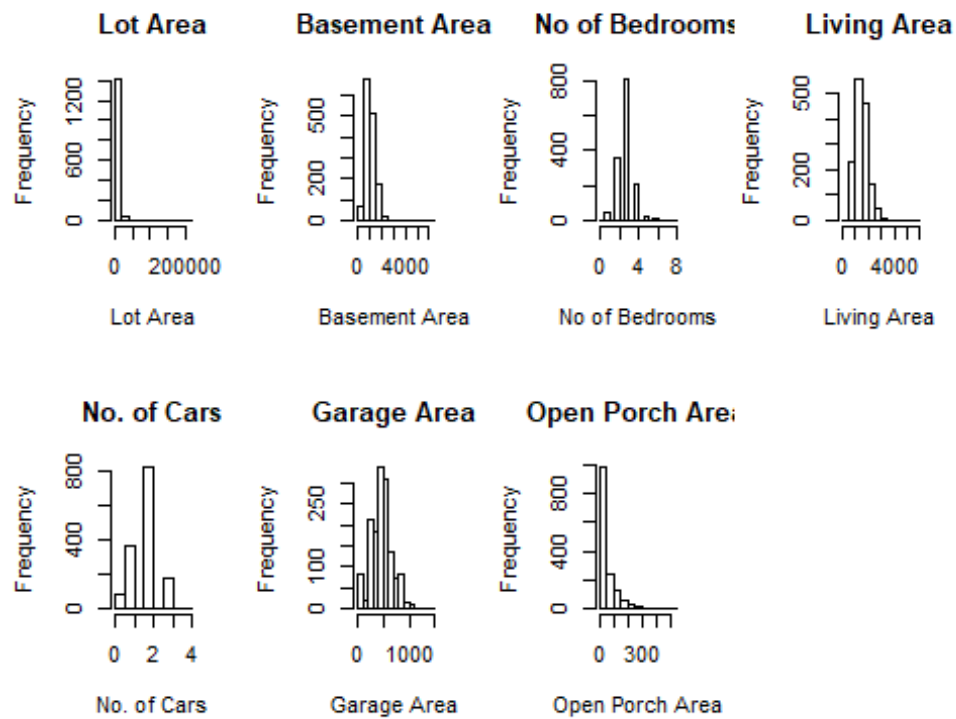 Lot Area
Basement Area
No of Bedrooms
Living Area
Frequency
0 600 1200
0 200000
Lot Area
Frequency
0 200 500
0 4000
Basement Area
Frequency
0 400 800
0 4 8
No of Bedrooms
Frequency
0 200 500
0 4000
Living Area
No. of Cars
Garage Area
Open Porch Area
Frequency
0 400 800
0 2 4
No. of Cars
Frequency
0 100 250
0 1000
Garage Area
Frequency
0 400 800
0 300
Open Porch Area